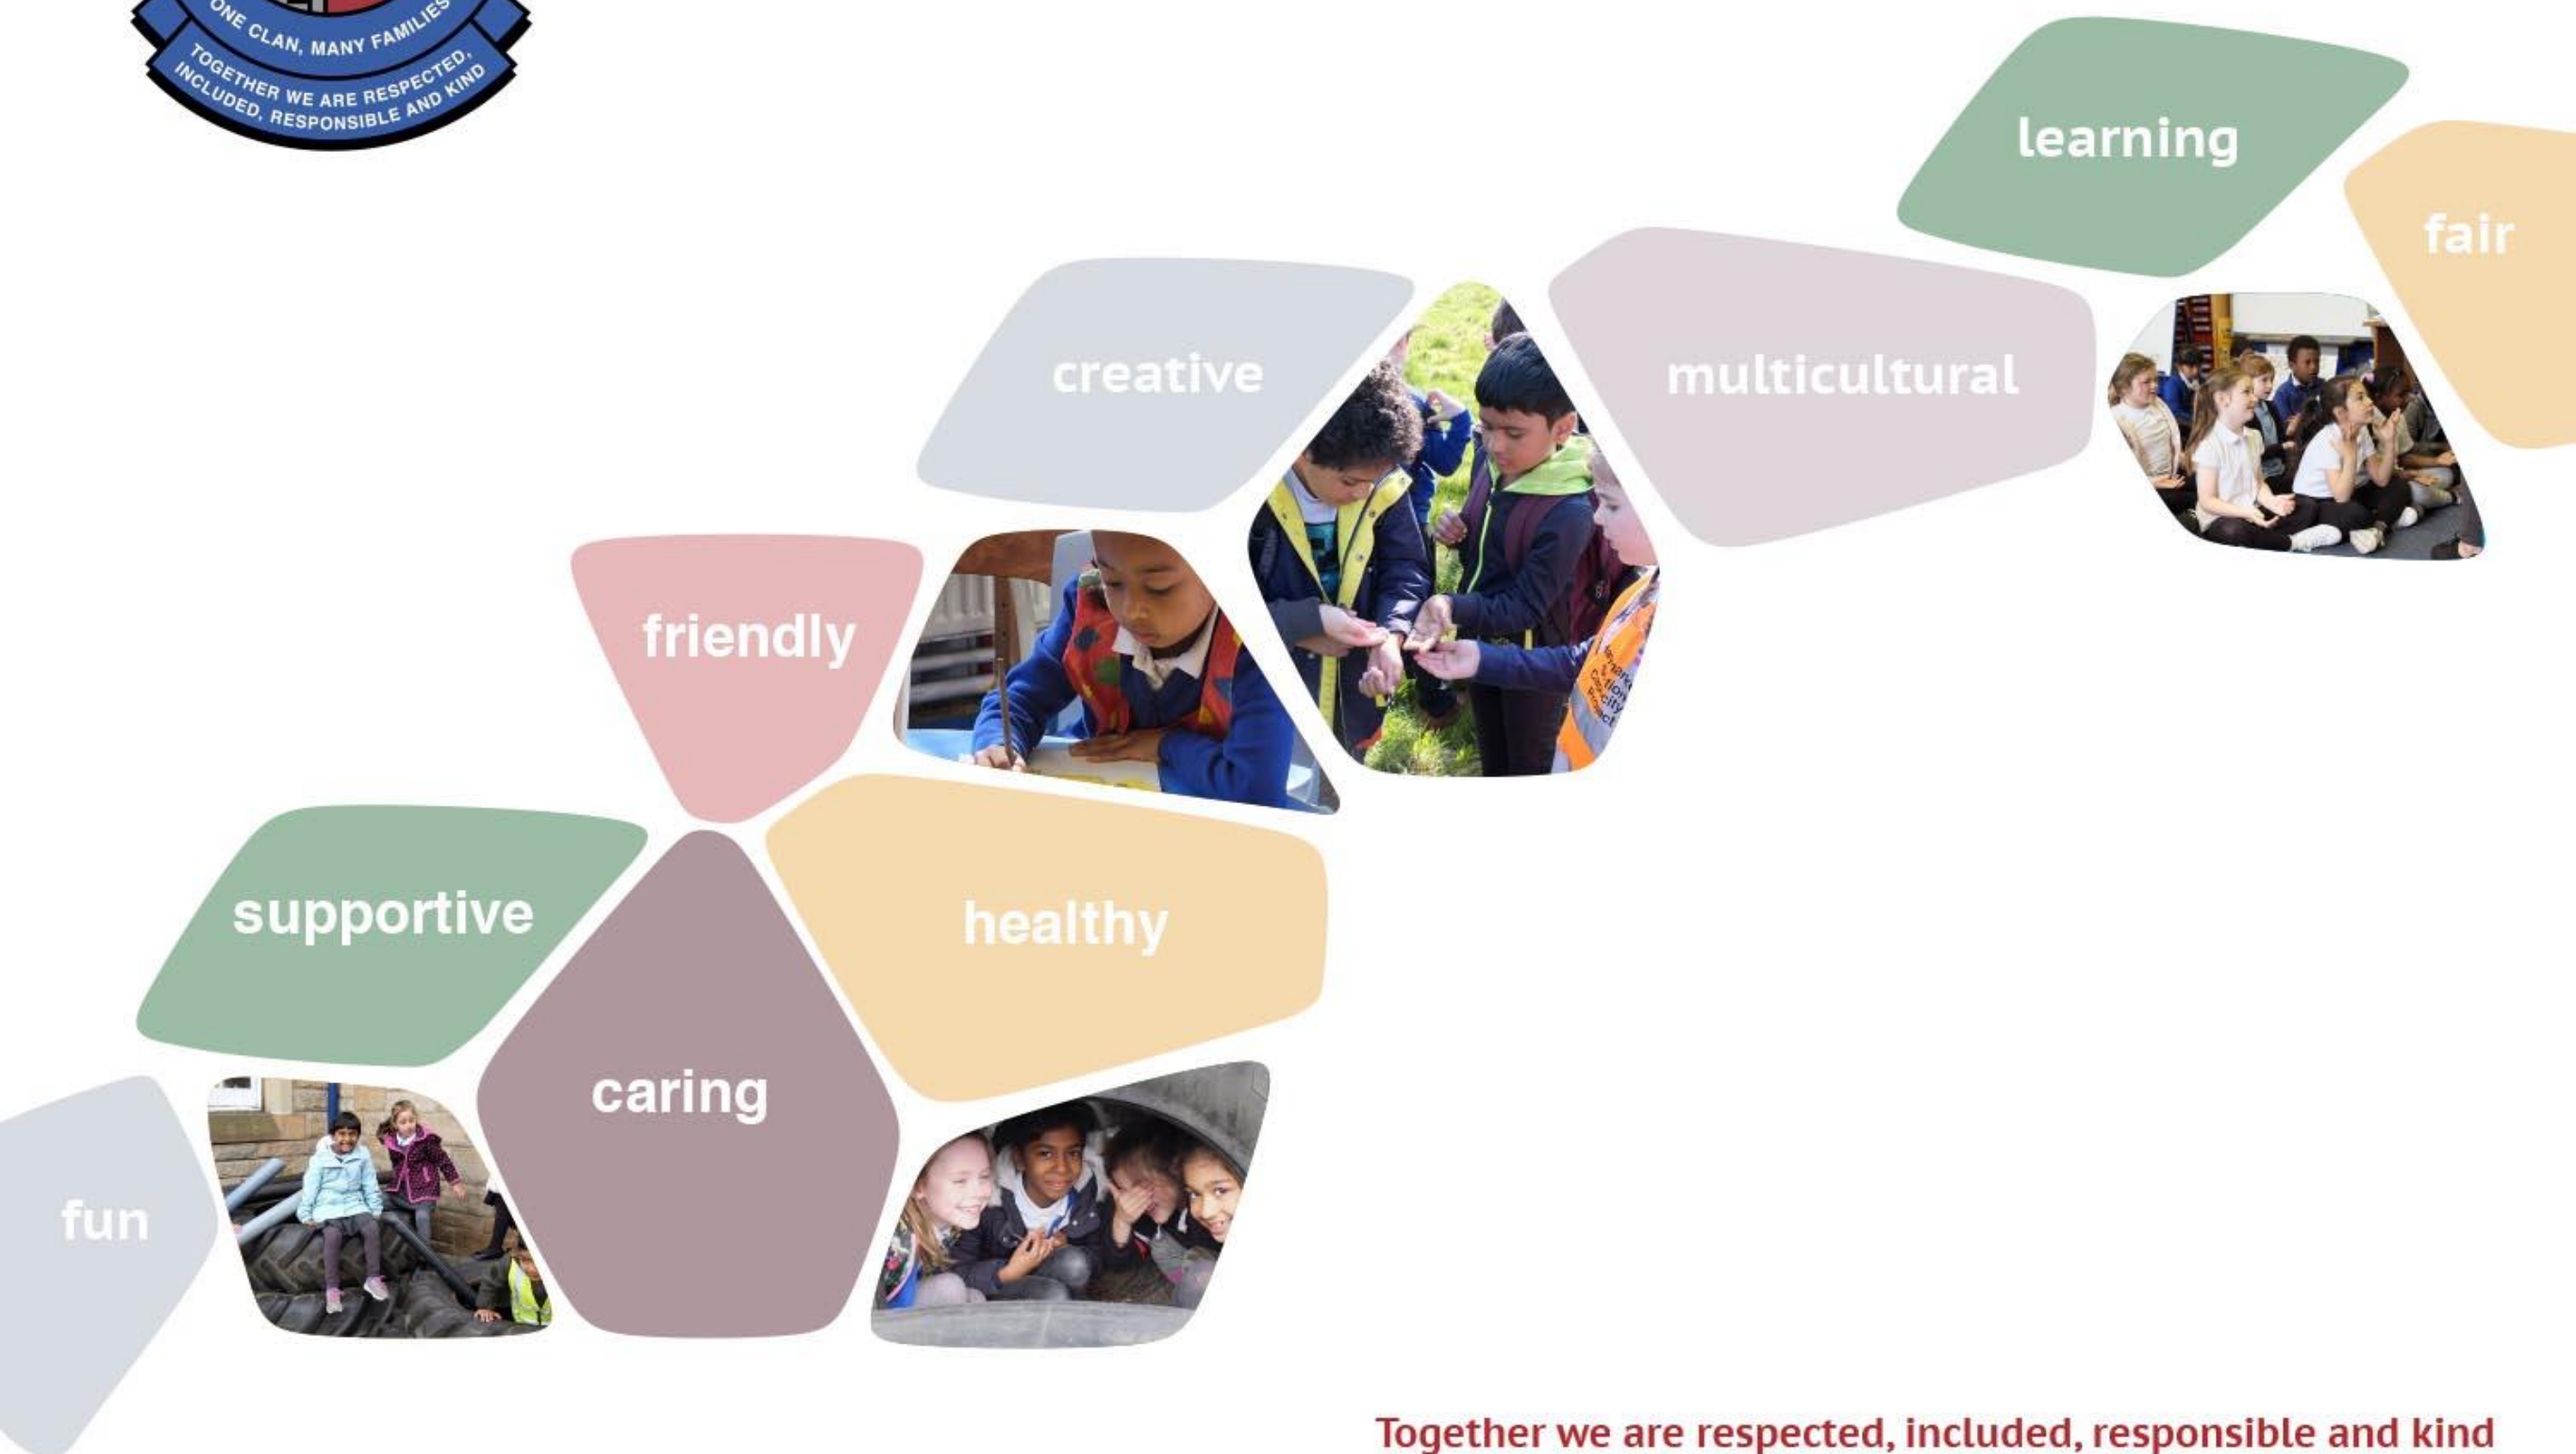 ONE CLAN, MANY FAMILIES
TOGETHER WE ARE RESPECTED,
INCLUDED, RESPONSIBLE AND KIND
learning
fair
creative
multicultural
friendly
supportive
healthy
caring
fun
Together we are respected, included, responsible and kind